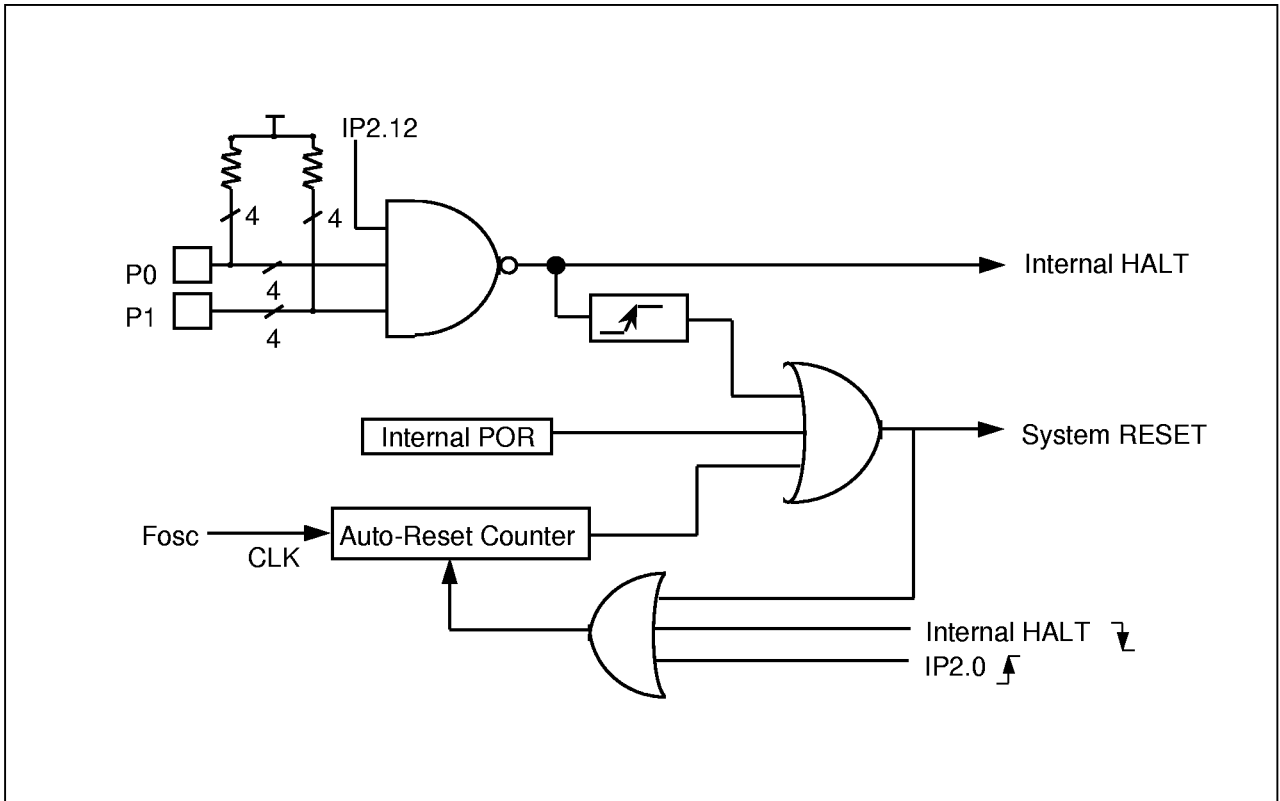 IP2.12
4
4
P0
4
P1
4
Internal HALT
Internal POR
System RESET
Fosc
CLK
Auto-Reset Counter
Internal HALT
IP2.0